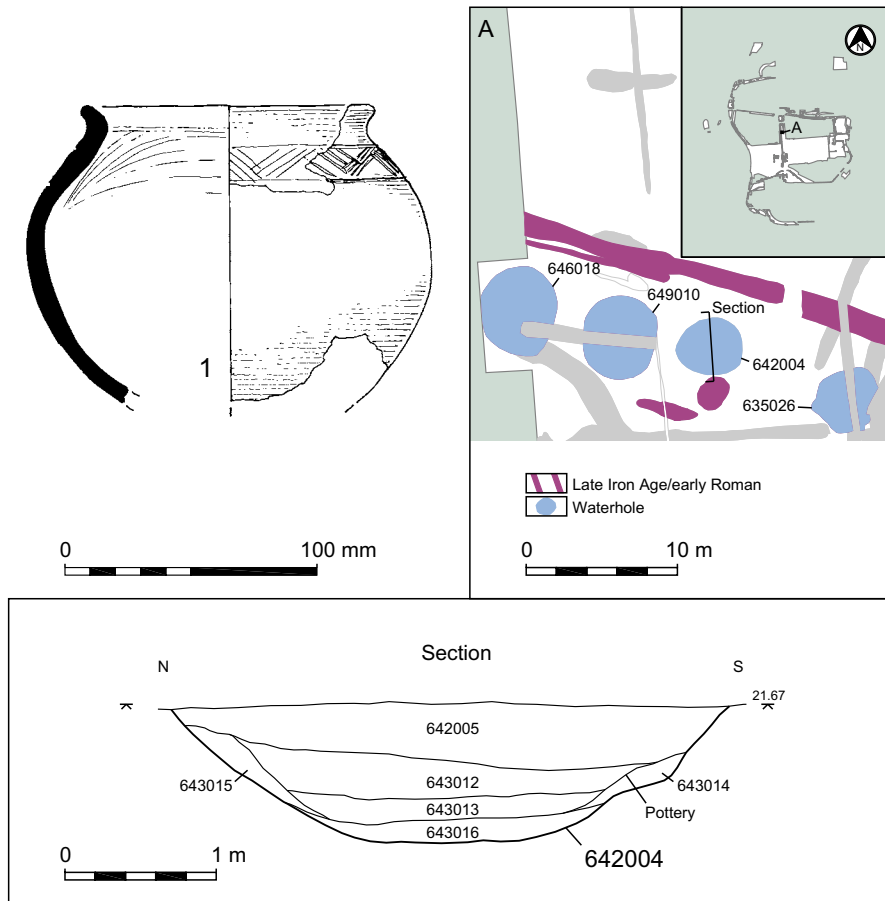 1
0 100 mm
A
N
A
646018
649010
Section
642004
635026
Late Iron Age/early Roman
Waterhole
0 10 m
Section
N S
21.67
642005
643012
643015 643014
643013
Pottery
643016
642004
0 1 m